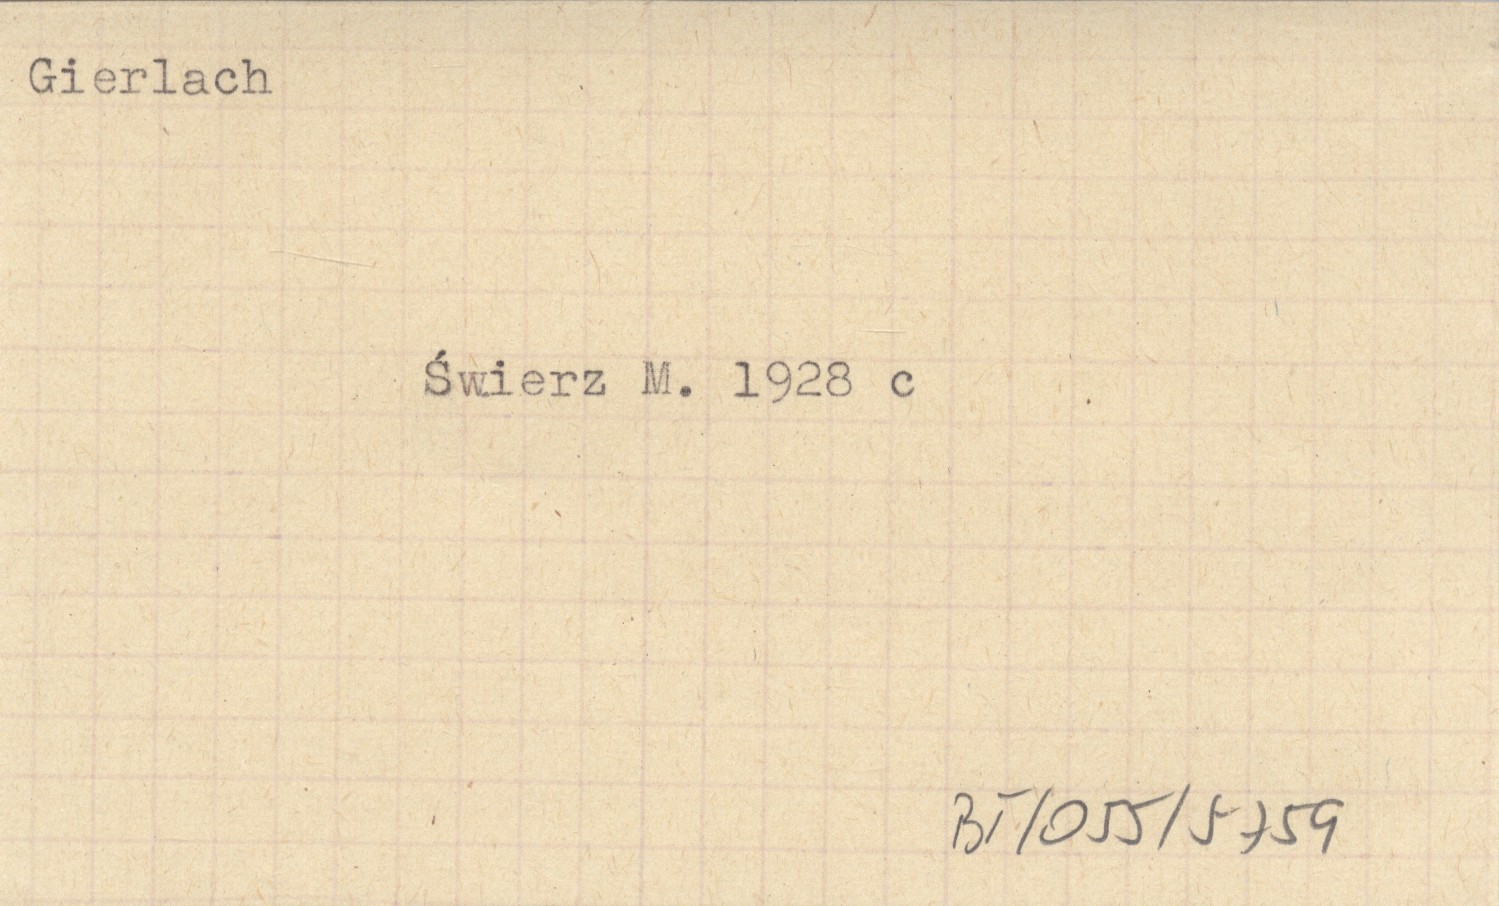 Gierlach
Świerz M. 1928 c
BT/055/5759